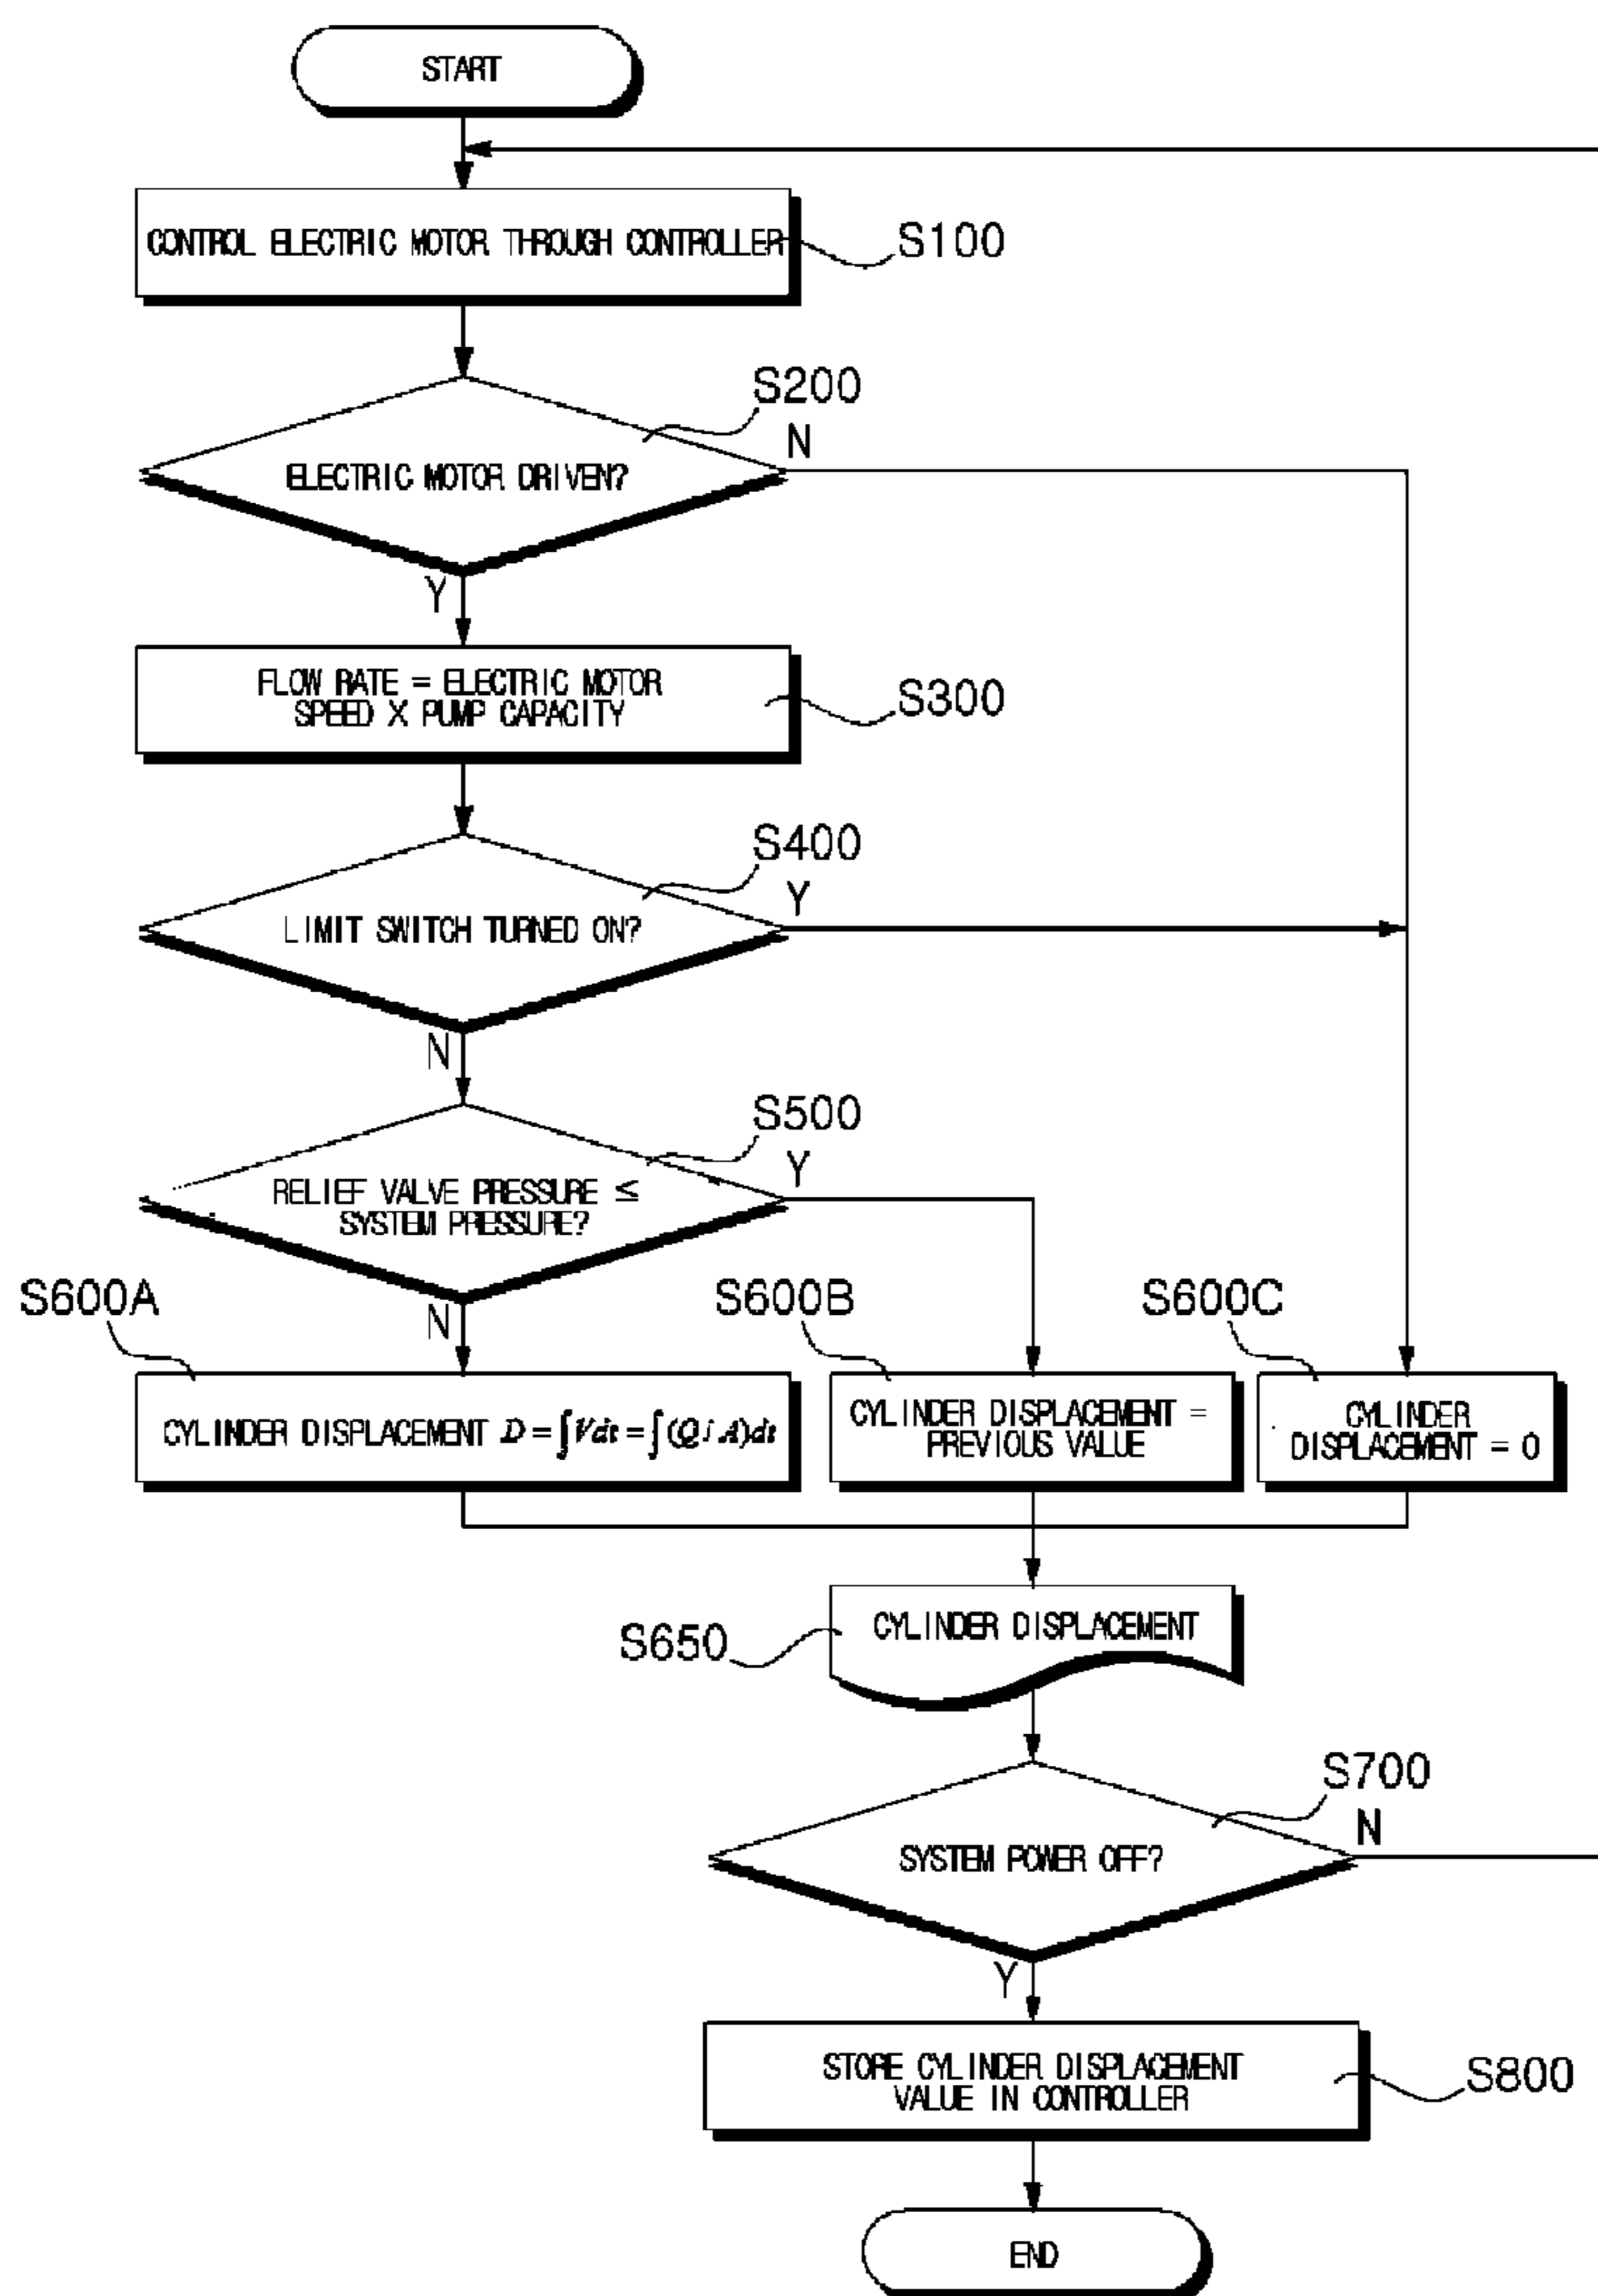 START
CONTROL ELECTRIC MOTOR THROUGH CONTROLLER
S100
S200
N
ELECTRIC MOTOR DRIVEN?
Y
FLOW RATE = ELECTRIC MOTOR
SPEED X PUMP CAPACITY
S300
S400
Y
LIMIT SWITCH TURNED ON?
N
S500
Y
RELIEF VALVE PRESSURE ≤
SYSTEM PRESSURE?
N
S600A
S600B
S600C
CYLINDER DISPLACEMENT D = ∫Vdt = ∫(Q / A)dt
CYLINDER DISPLACEMENT =
PREVIOUS VALUE
CYLINDER
DISPLACEMENT = 0
CYLINDER DISPLACEMENT
S650
S700
N
SYSTEM POWER OFF?
Y
STORE CYLINDER DISPLACEMENT
VALUE IN CONTROLLER
S800
END